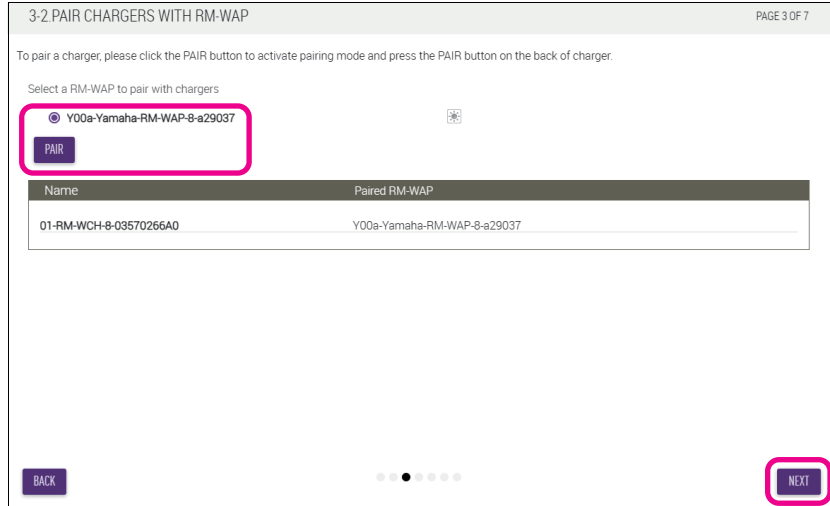 3-2.PAIR CHARGERS WITH RM-WAP PAGE 3 OF 7
To pair a charger, please click the PAIR button to activate pairing mode and press the PAIR button on the back of charger.
Select a RM-WAP to pair with chargers
Y00a-Yamaha-RM-WAP-8-a29037
PAIR
Name Paired RM-WAP
01-RM-WCH-8-03570266A0 Y00a-Yamaha-RM-WAP-8-a29037
BACK NEXT